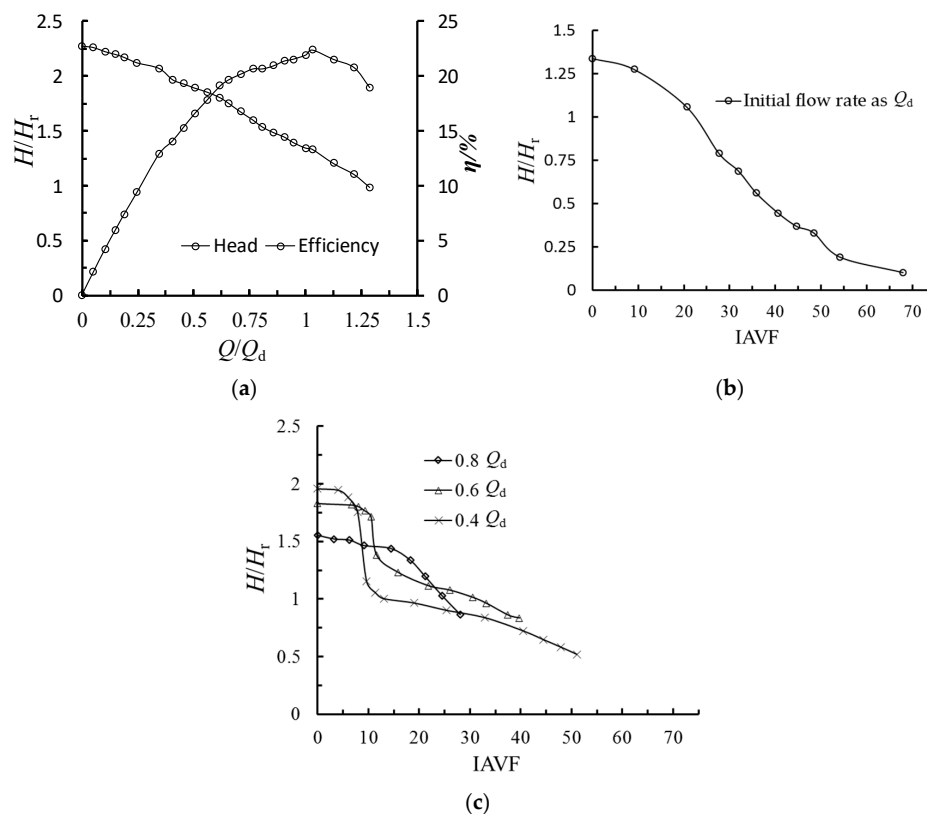 2.5
2
1.5
1
0.5
0
H/Hr
25
20
15
10
5
0
η/%
Head
Efficiency
0 0.25 0.5 0.75 1 1.25 1.5
Q/Qd
(a)
1.5
1.25
1
0.75
0.5
0.25
0
H/Hr
Initial flow rate as Qd
0 10 20 30 40 50 60 70
IAVF
(b)
2.5
2
1.5
1
0.5
0
H/Hr
0.8 Qd
0.6 Qd
0.4 Qd
0 10 20 30 40 50 60 70
IAVF
(c)